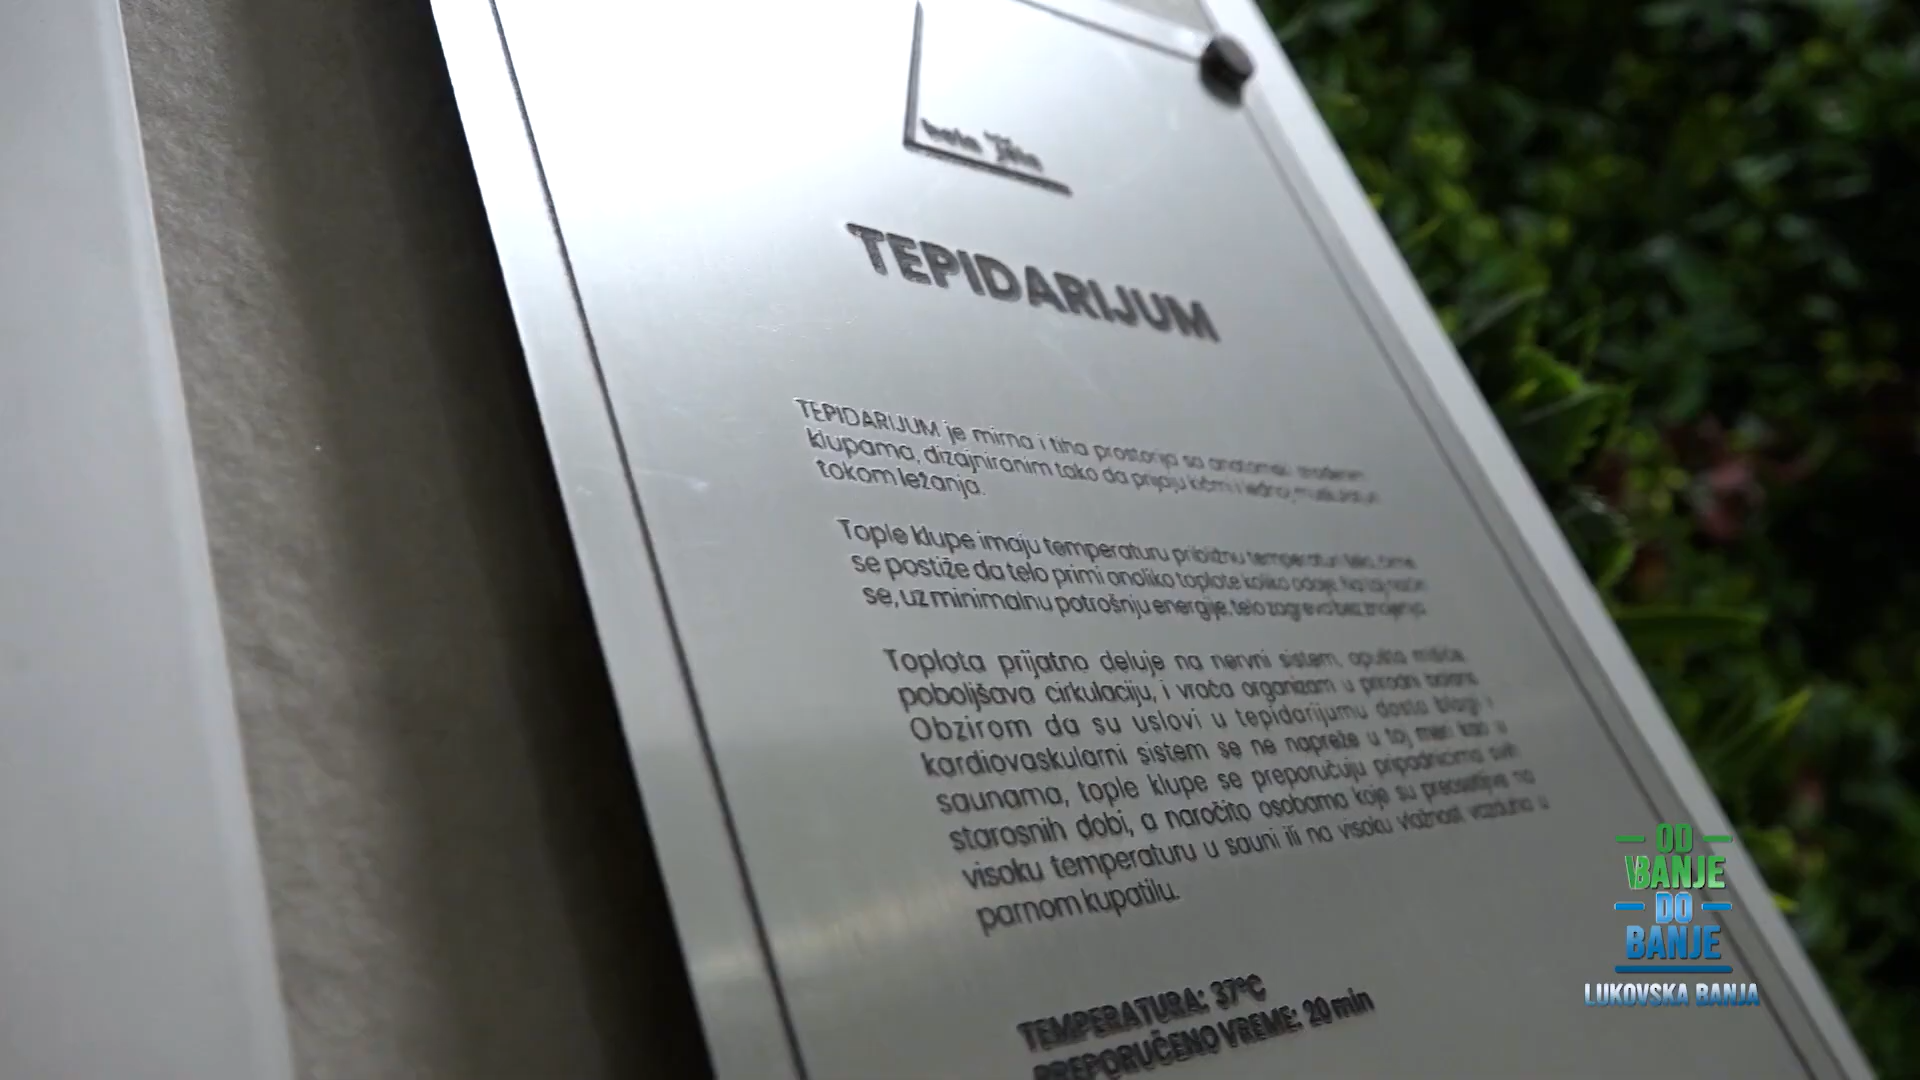 TEPIDARIJUM
TEPIDARIJUM je mirna i tiha prostorija sa anatomski
klupama, dizajniranim tako da prijaju kičmi i leđnoj muskulaturi
tokom ležanja.
Tople klupe imaju temperaturu približnu temperaturi tela, čime
se postiže da telo primi onoliko toplote koliko odaje. Na taj način
se, uz minimalnu potrošnju energije, telo zagreva bez znojenja.
Toplota prijatno deluje na nervni sistem, opušta mišiće,
poboljšava cirkulaciju, i vraća organizam u prirodni balans.
Obzirom da su uslovi u tepidarijumu dosta blagi i
kardiovaskularni sistem se ne napreže u toj meri kao u
saunama, tople klupe se preporučuju pripadnicima svih
starosnih dobi, a naročito osobama koje su preosetljive na
visoku temperaturu u sauni ili na visoku vlažnost vazduha u
parnom kupatilu.
TEMPERATURA: 37°C
PREPORUČENO VREME: 20 min
OD
BANJE
DO
BANJE
LUKOVSKA BANJA